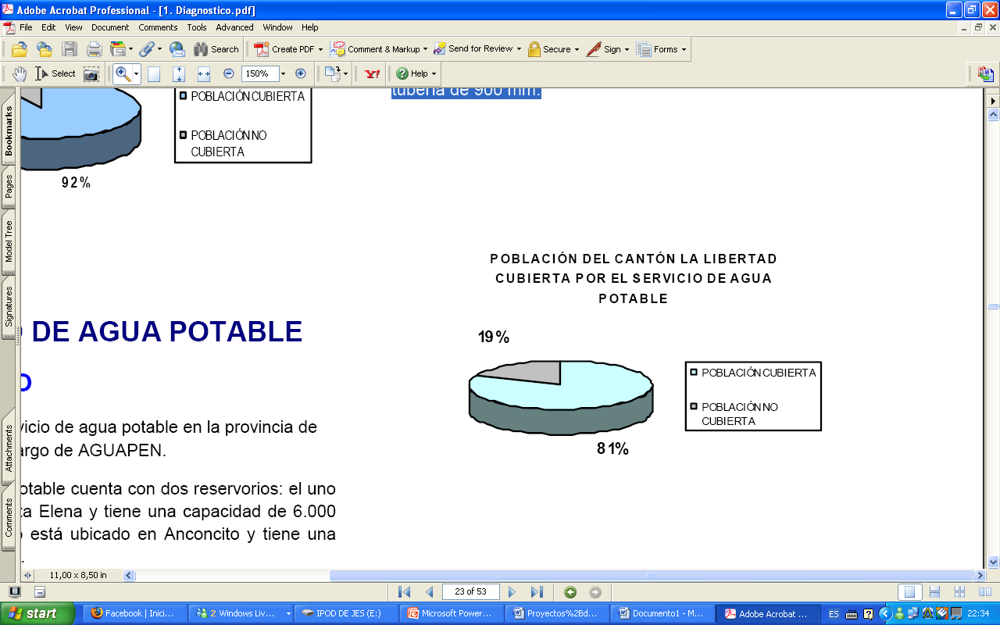 Adobe Acrobat Professional - [1. Diagnostico.pdf]
File Edit View Document Comments Tools Advanced Window Help
Search Create PDF Comment & Markup Send for Review Secure Sign Forms
Select 150% Y! Help
Bookmarks
Pages
Model Tree
Signatures
Attachments
Comments
POBLACIÓN CUBIERTA
POBLACIÓN NO
CUBIERTA
92%
DE AGUA POTABLE
O
vicio de agua potable en la provincia de
argo de AGUAPEN.
otable cuenta con dos reservorios: el uno
ta Elena y tiene una capacidad de 6.000
está ubicado en Anconcito y tiene una
tubería de 900 mm.
POBLACIÓN DEL CANTÓN LA LIBERTAD
CUBIERTA POR EL SERVICIO DE AGUA
POTABLE
19%
POBLACIÓN CUBIERTA
POBLACIÓN NO
CUBIERTA
81%
11,00 x 8,50 in
23 of 53
start Facebook | Inici... 2 Windows Liv... IPOD DE JES (E:) Microsoft Power... Proyectos%2Bd... Documento1 - M... Adobe Acrobat ... ES 22:34